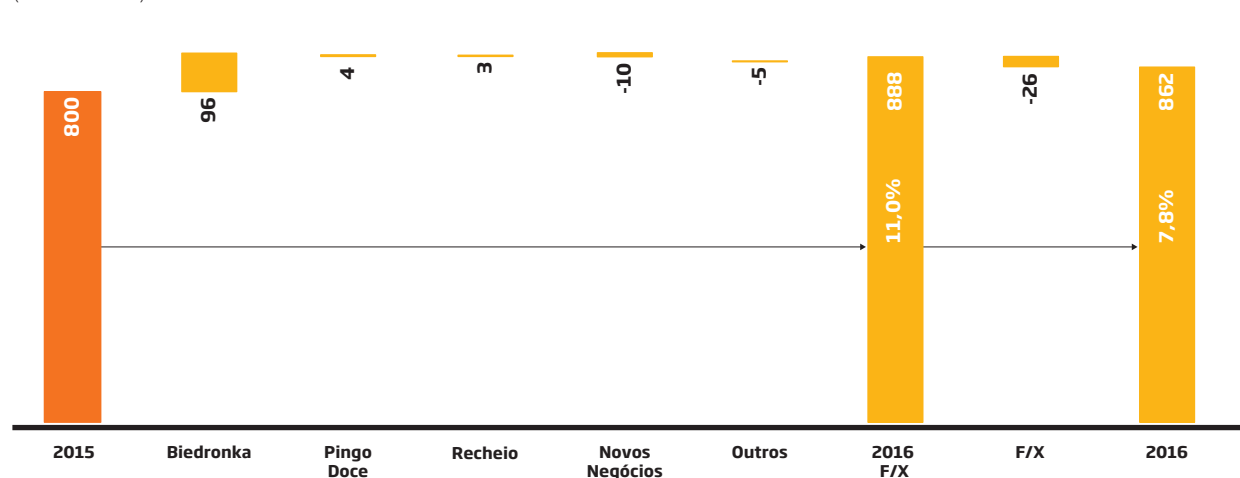 800
96
4
3
-10
-5
888
11,0%
-26
862
7,8%
2015
Biedronka
Pingo
Doce
Recheio
Novos
Negócios
Outros
2016
F/X
F/X
2016